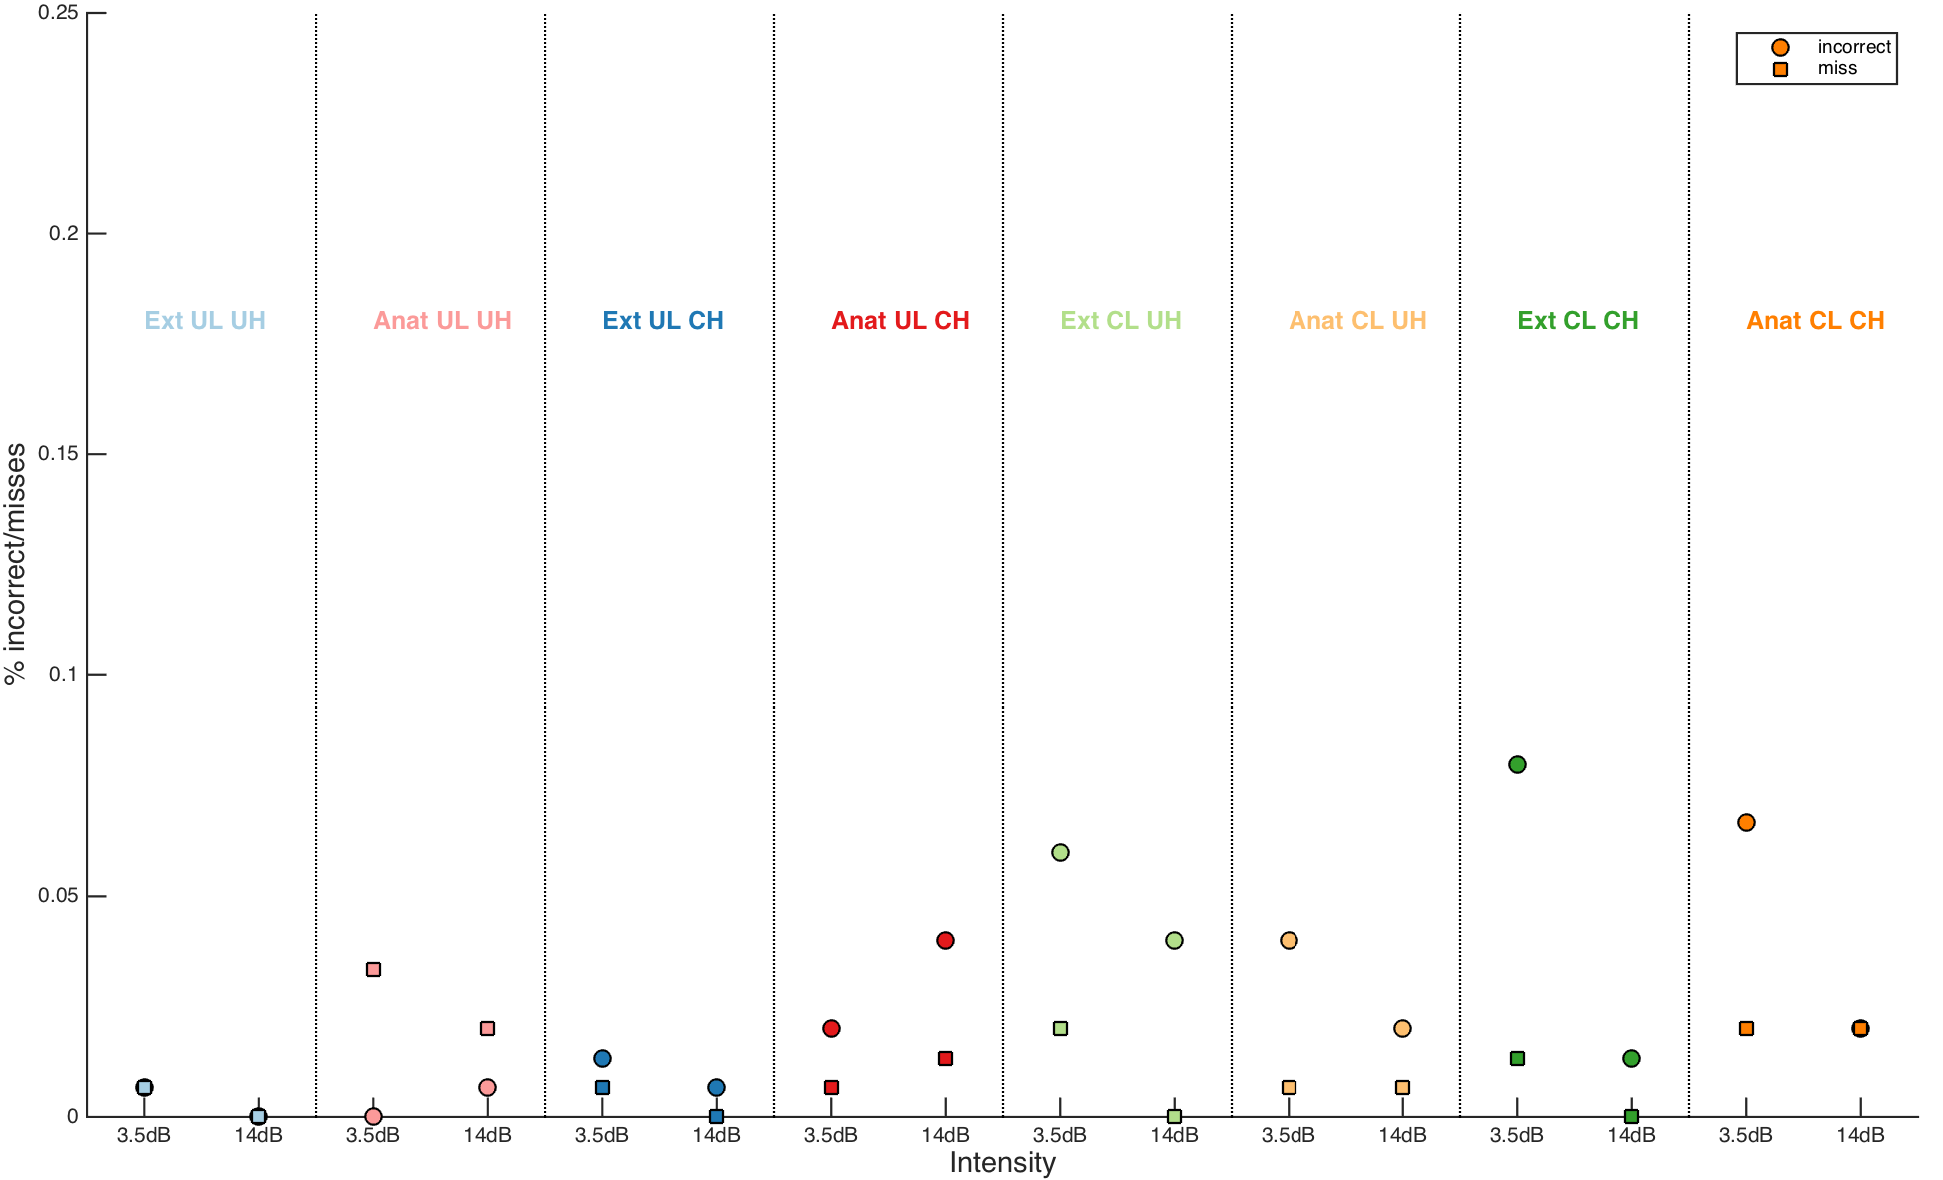 0.25
incorrect
miss
0.2
Ext UL UH Anat UL UH Ext UL CH Anat UL CH Ext CL UH Anat CL UH Ext CL CH Anat CL CH
0.15
% incorrect/misses
0.1
0.05
0
3.5dB 14dB 3.5dB 14dB 3.5dB 14dB 3.5dB 14dB 3.5dB 14dB 3.5dB 14dB 3.5dB 14dB 3.5dB 14dB
Intensity